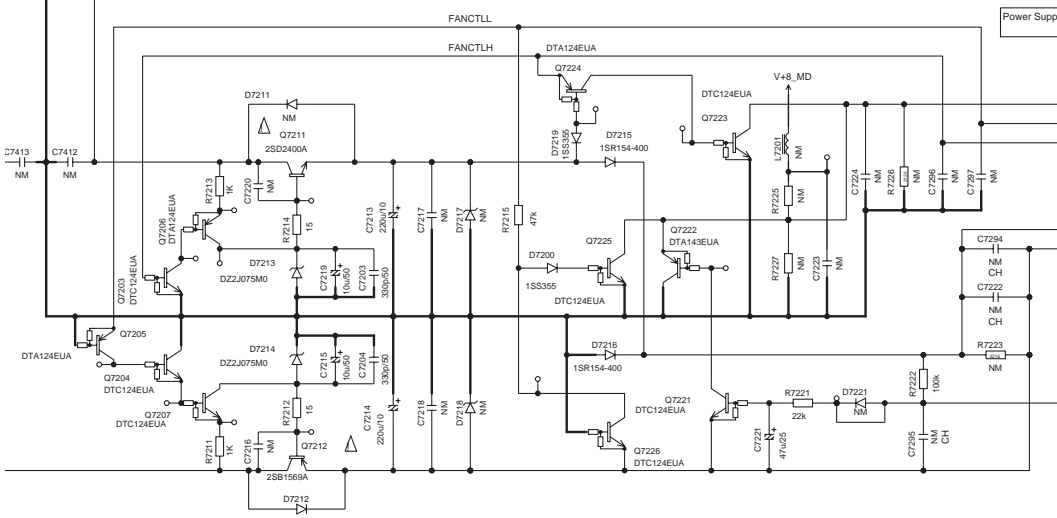 FANCTLL
Power Supp
FANCTLH
DTA124EUA
Q7224
V+8_MD
D7211
NM
DTC124EUA
Q7223
Q7211
2SD2400A
D7219
1SS355
D7215
1SR154-400
L7201
NM
C7413
NM
C7412
NM
R7213
1K
C7220
NM
R7214
15
C7213
220u/10
C7217
NM
D7217
NM
R7215
47k
R7225
NM
C7224
NM
R7226
NM
C7296
NM
C7297
NM
Q7206
DTA124EUA
Q7225
Q7222
DTA143EUA
C7294
NM
CH
D7213
DZ2J075M0
C7219
10u/50
C7203
330p/50
D7200
1SS355
DTC124EUA
R7227
NM
C7223
NM
Q7203
DTC124EUA
C7222
NM
CH
Q7205
DTA124EUA
D7214
DZ2J075M0
C7215
10u/50
C7204
330p/50
D7216
1SR154-400
R7223
NM
Q7204
DTC124EUA
R7222
100k
Q7207
DTC124EUA
R7212
15
C7214
220u/10
C7218
NM
D7218
NM
Q7221
DTC124EUA
R7221
22k
D7221
NM
R7211
1K
C7216
NM
Q7212
2SB1569A
Q7226
DTC124EUA
C7221
47u/25
C7295
NM
CH
D7212